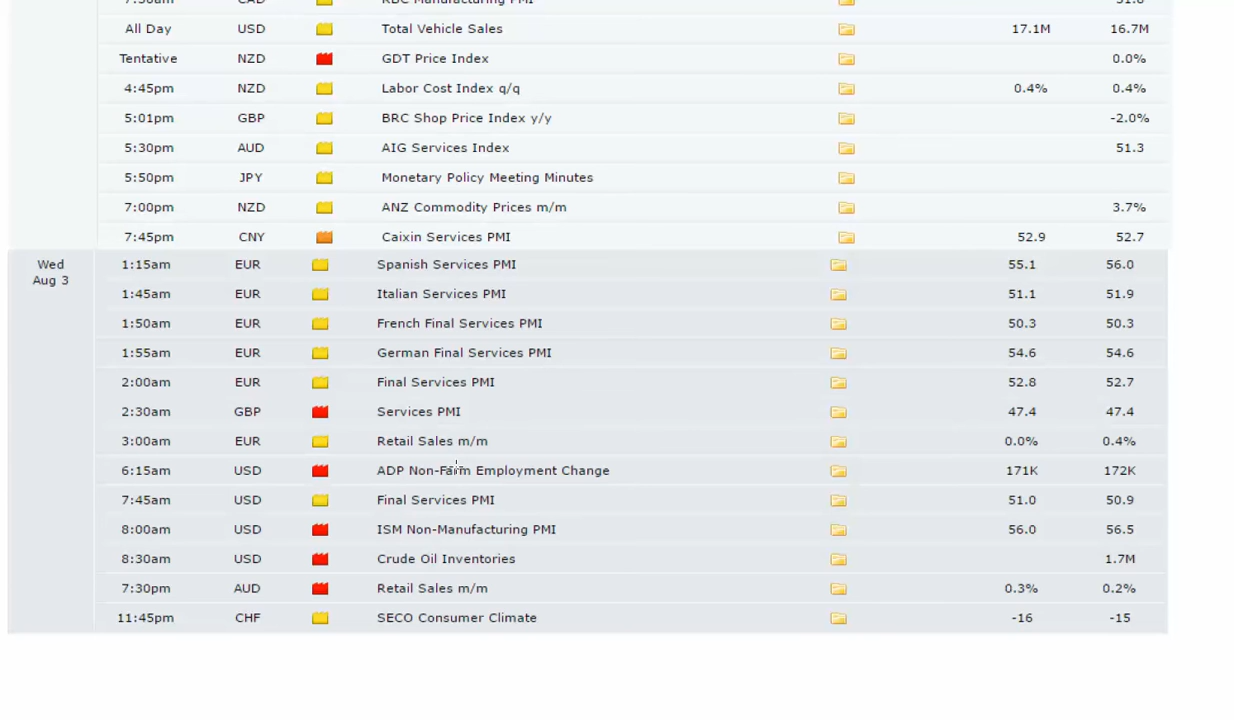 7:30am CAD RBC Manufacturing PMI 51.8
All Day USD Total Vehicle Sales 17.1M 16.7M
Tentative NZD GDT Price Index 0.0%
4:45pm NZD Labor Cost Index q/q 0.4% 0.4%
5:01pm GBP BRC Shop Price Index y/y -2.0%
5:30pm AUD AIG Services Index 51.3
5:50pm JPY Monetary Policy Meeting Minutes
7:00pm NZD ANZ Commodity Prices m/m 3.7%
7:45pm CNY Caixin Services PMI 52.9 52.7
Wed 1:15am EUR Spanish Services PMI 55.1 56.0
Aug 3
1:45am EUR Italian Services PMI 51.1 51.9
1:50am EUR French Final Services PMI 50.3 50.3
1:55am EUR German Final Services PMI 54.6 54.6
2:00am EUR Final Services PMI 52.8 52.7
2:30am GBP Services PMI 47.4 47.4
3:00am EUR Retail Sales m/m 0.0% 0.4%
6:15am USD ADP Non-Farm Employment Change 171K 172K
7:45am USD Final Services PMI 51.0 50.9
8:00am USD ISM Non-Manufacturing PMI 56.0 56.5
8:30am USD Crude Oil Inventories 1.7M
7:30pm AUD Retail Sales m/m 0.3% 0.2%
11:45pm CHF SECO Consumer Climate -16 -15